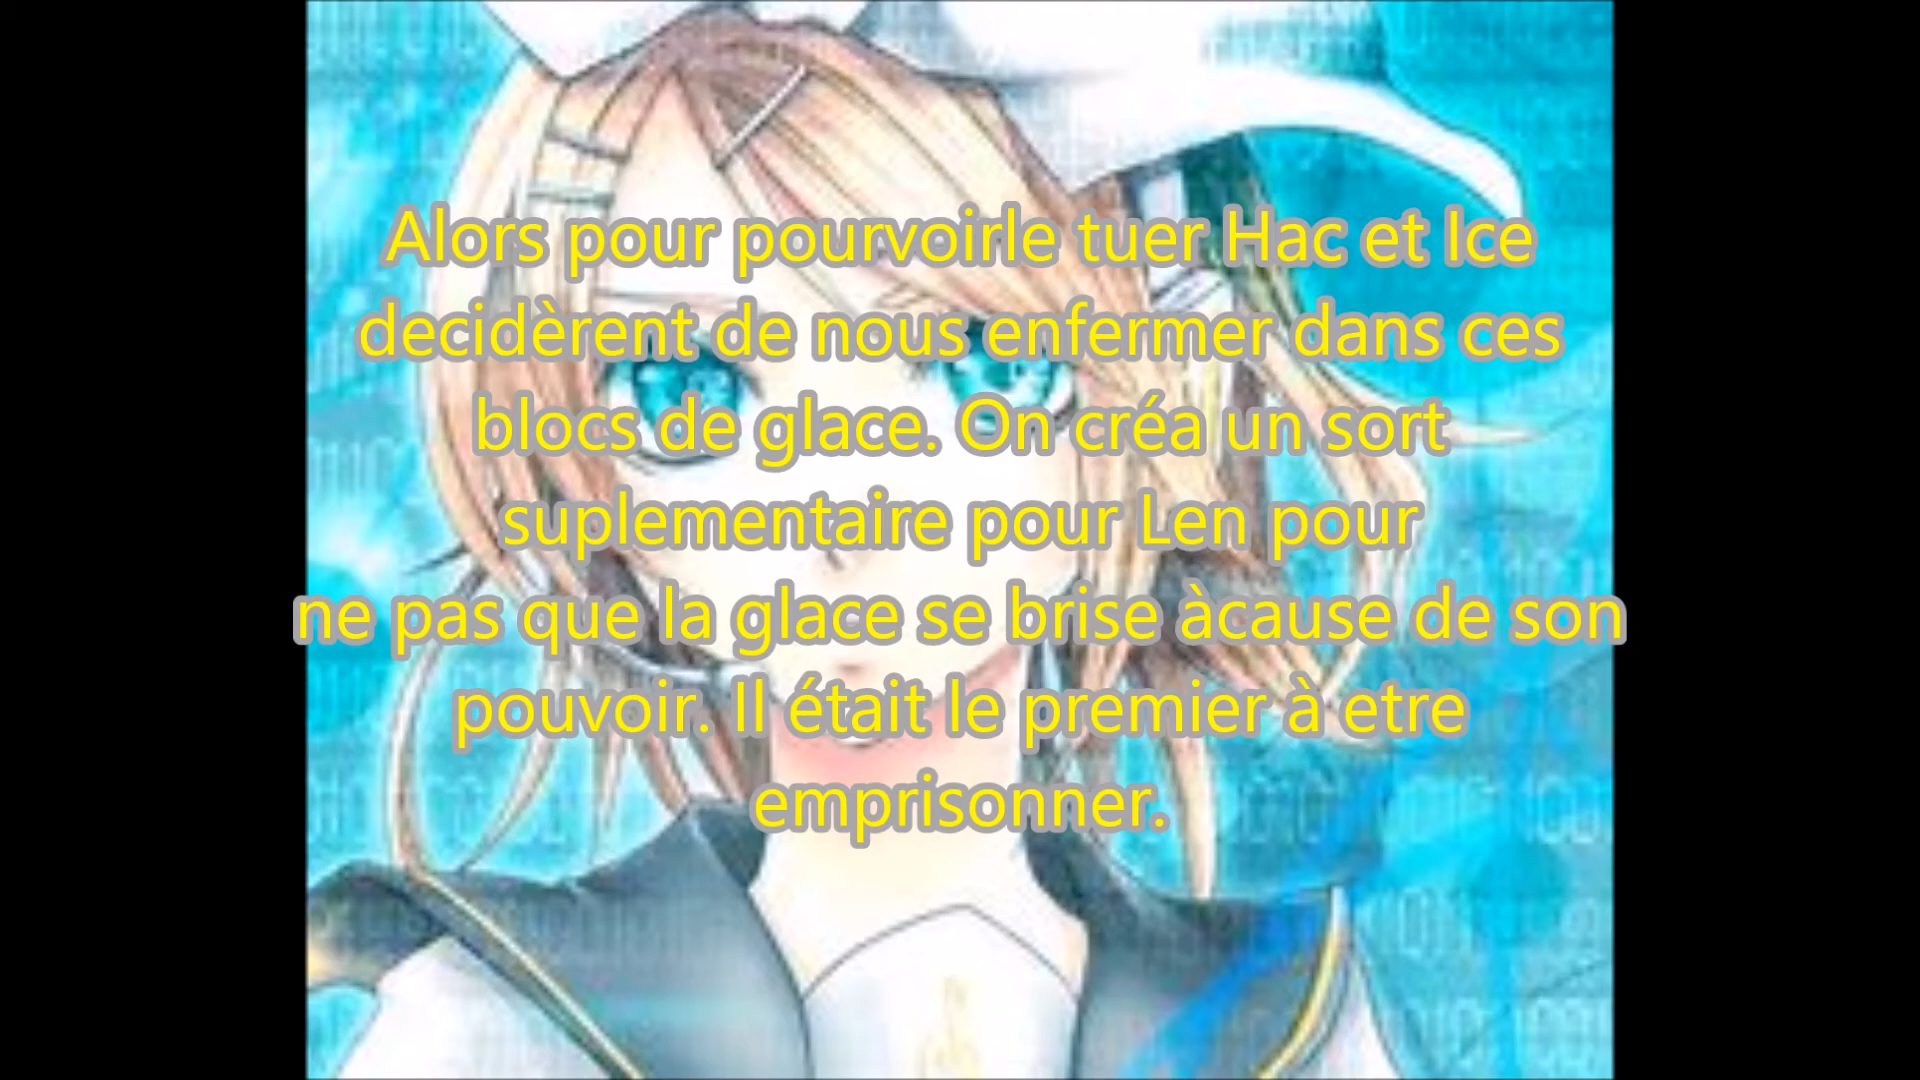 Alors pour pourvoirle tuer Hac et Ice
decidèrent de nous enfermer dans ces
blocs de glace. On créa un sort
suplementaire pour Len pour
ne pas que la glace se brise àcause de son
pouvoir. Il était le premier à etre
emprisonner.